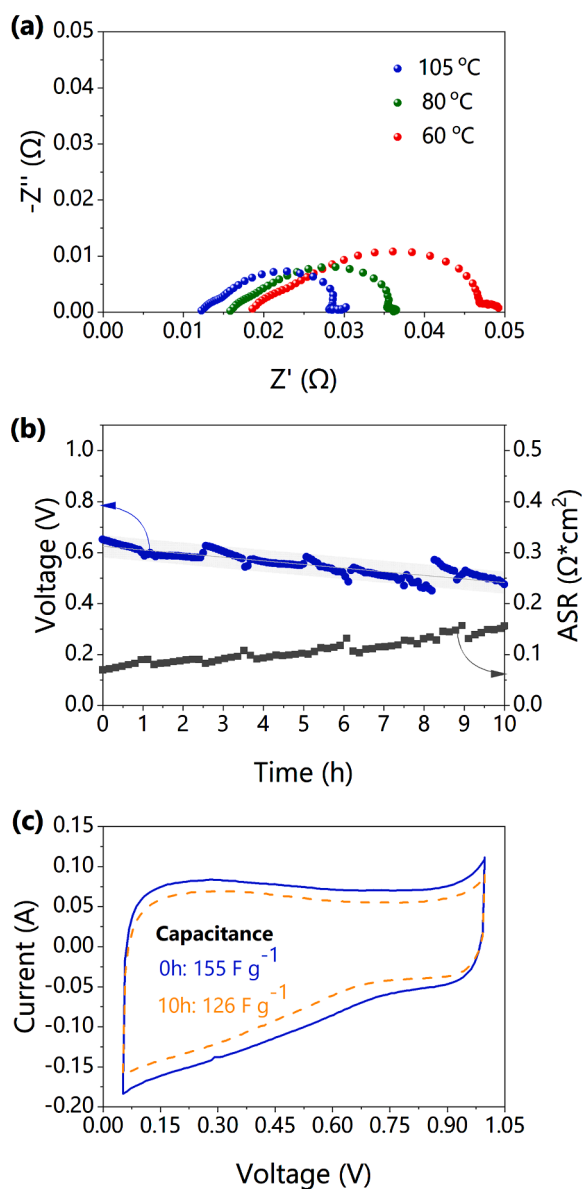 (a)
0.05
0.04
0.03
0.02
0.01
0.00
-Z'' (Ω)
105 °C
80 °C
60 °C
0.00 0.01 0.02 0.03 0.04 0.05
Z' (Ω)
(b)
1.0
0.8
0.6
0.4
0.2
0.0
Voltage (V)
0.5
0.4
0.3
0.2
0.1
0.0
ASR (Ω*cm²)
0 1 2 3 4 5 6 7 8 9 10
Time (h)
(c)
0.15
0.10
0.05
0.00
-0.05
-0.10
-0.15
-0.20
Current (A)
Capacitance
0h: 155 F g⁻¹
10h: 126 F g⁻¹
0.00 0.15 0.30 0.45 0.60 0.75 0.90 1.05
Voltage (V)